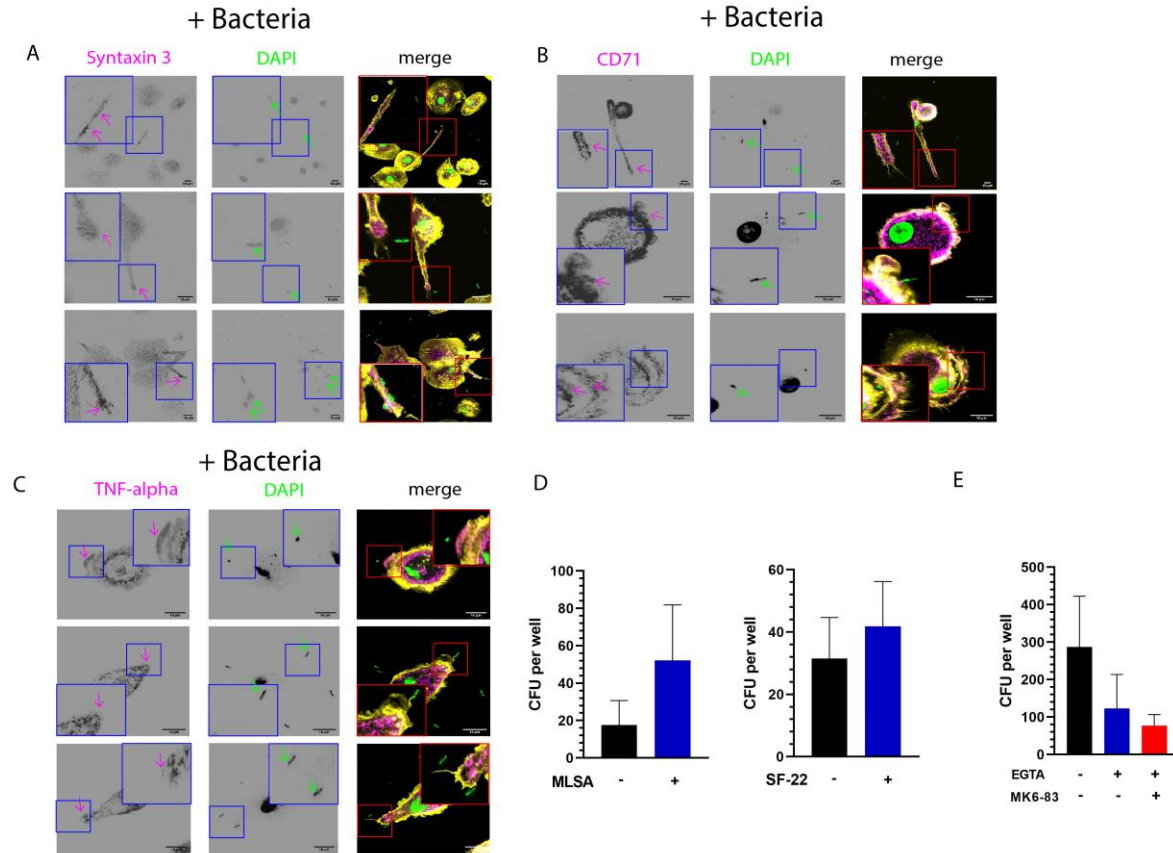 + Bacteria
+ Bacteria
A
Syntaxin 3
DAPI
merge
B
CD71
DAPI
merge
+ Bacteria
C
TNF-alpha
DAPI
merge
D
CFU per well
100
80
60
40
20
0
MLSA - +
CFU per well
60
40
20
0
SF-22 - +
E
CFU per well
500
400
300
200
100
0
EGTA - + +
MK6-83 - - +